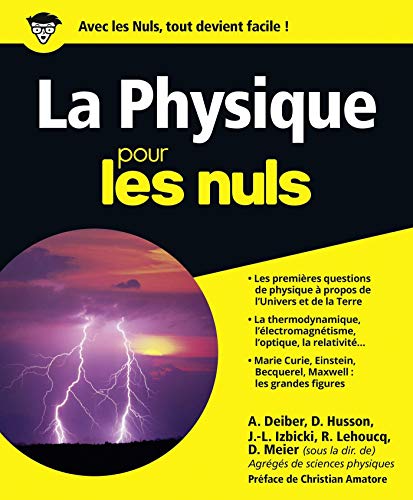 Avec les Nuls, tout devient facile !
La Physique
pour
les nuls
• Les premières questions
de physique à propos de
l'Univers et de la Terre
• La thermodynamique,
l'électromagnétisme,
l'optique, la relativité...
• Marie Curie, Einstein,
Becquerel, Maxwell :
les grandes figures
A. Deiber, D. Husson,
J.-L. Izbicki, R. Lehoucq,
D. Meier (sous la dir. de)
Agrégés de sciences physiques
Préface de Christian Amatore